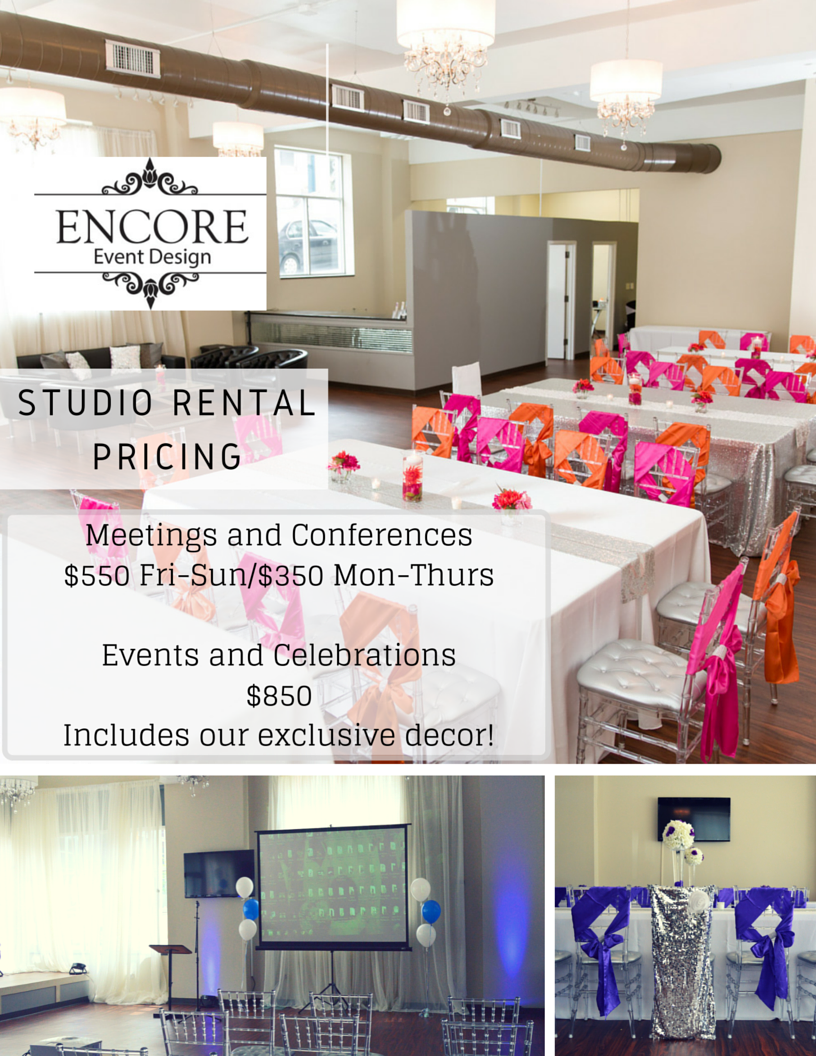 ENCORE
Event Design
STUDIO RENTAL
PRICING
Meetings and Conferences
$550 Fri-Sun/$350 Mon-Thurs
Events and Celebrations
$850
Includes our exclusive decor!